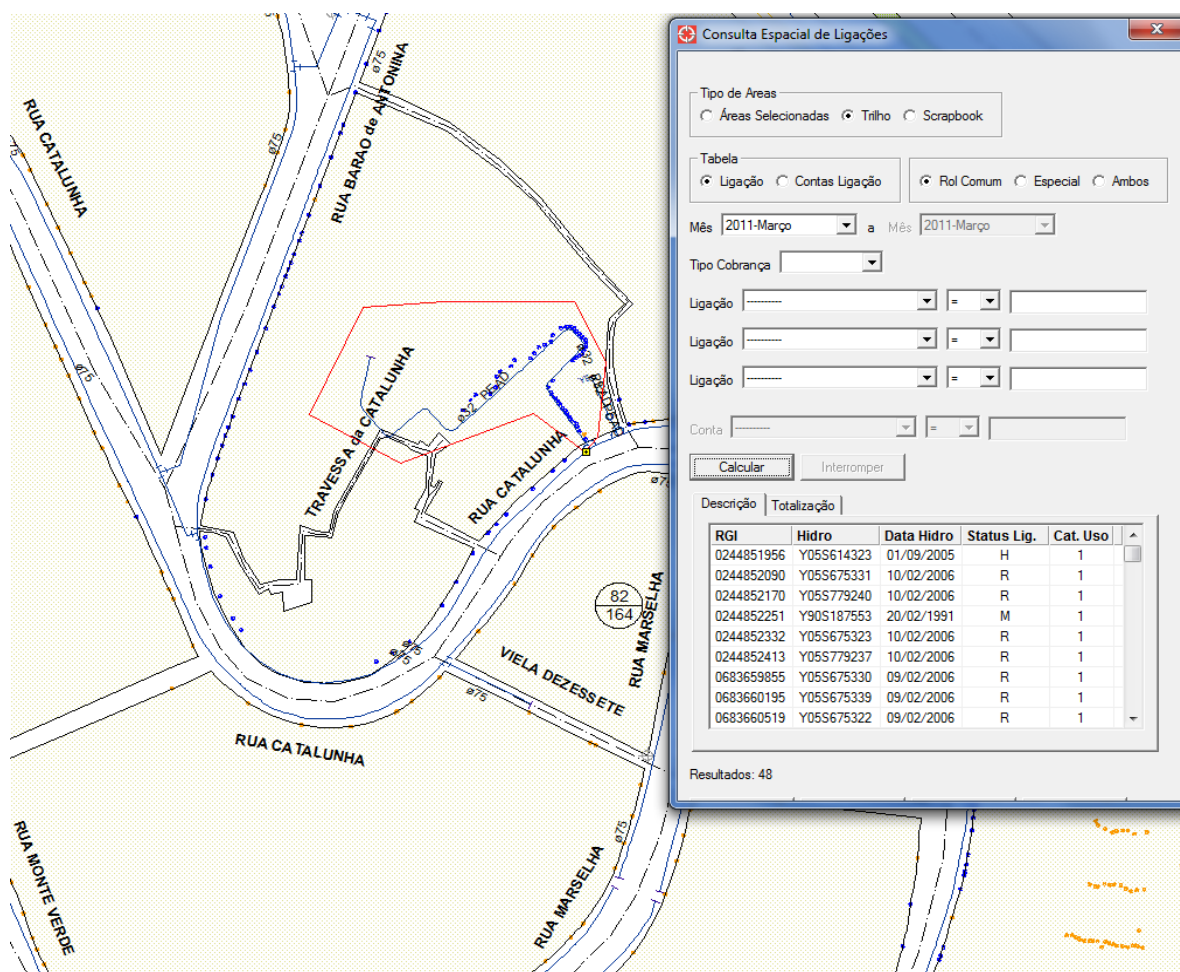 RUA CATALUNHA
ø75
ø75
ø75
RUA BARAO de ANTONINA
ø75
TRAVESSA da CATALUNHA
ø32 PEAD
ø32
RUA CATALUNHA
82
164
RUA MARSELHA
VIELA DEZESSETE
ø75
RUA CATALUNHA
ø75
RUA MARSELHA
RUA MONTE VERDE
Consulta Espacial de Ligações
x
Tipo de Areas
Áreas Selecionadas Trilho Scrapbook
Tabela
Ligação Contas Ligação Rol Comum Especial Ambos
Mês 2011-Março a Mês 2011-Março
Tipo Cobrança
Ligação ---------- =
Ligação ---------- =
Ligação ---------- =
Conta ---------- =
Calcular Interromper
Descrição Totalização
RGI Hidro Data Hidro Status Lig. Cat. Uso
0244851956 Y05S614323 01/09/2005 H 1
0244852090 Y05S675331 10/02/2006 R 1
0244852170 Y05S779240 10/02/2006 R 1
0244852251 Y90S187553 20/02/1991 M 1
0244852332 Y05S675323 10/02/2006 R 1
0244852413 Y05S779237 10/02/2006 R 1
0683659855 Y05S675330 09/02/2006 R 1
0683660195 Y05S675339 09/02/2006 R 1
0683660519 Y05S675322 09/02/2006 R 1
Resultados: 48